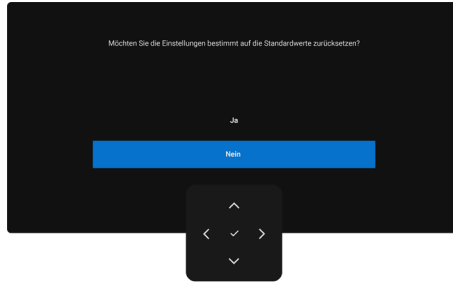 Möchten Sie die Einstellungen bestimmt auf die Standardwerte zurücksetzen?
Ja
Nein